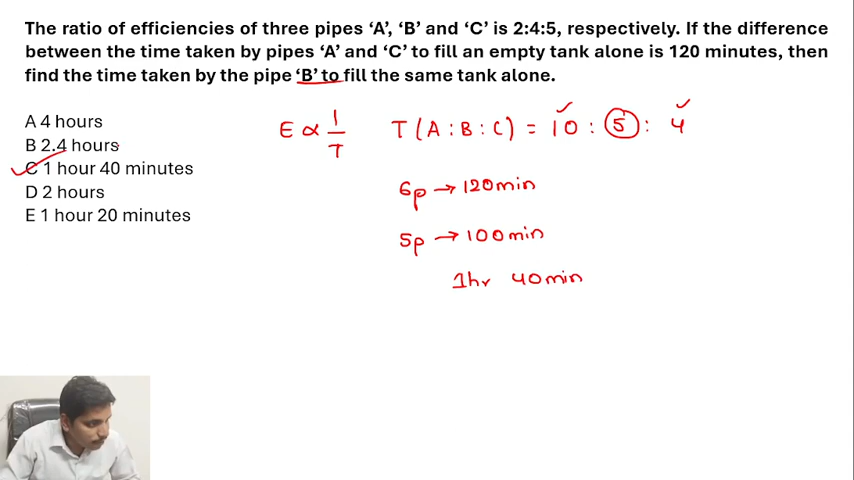 The ratio of efficiencies of three pipes ‘A’, ‘B’ and ‘C’ is 2:4:5, respectively. If the difference
between the time taken by pipes ‘A’ and ‘C’ to fill an empty tank alone is 120 minutes, then
find the time taken by the pipe ‘B’ to fill the same tank alone.
A 4 hours
B 2.4 hours
C 1 hour 40 minutes
D 2 hours
E 1 hour 20 minutes
E ∝ 1/T T(A:B:C) = 10 : 5 : 4
6p → 120min
5p → 100min
1hr 40min